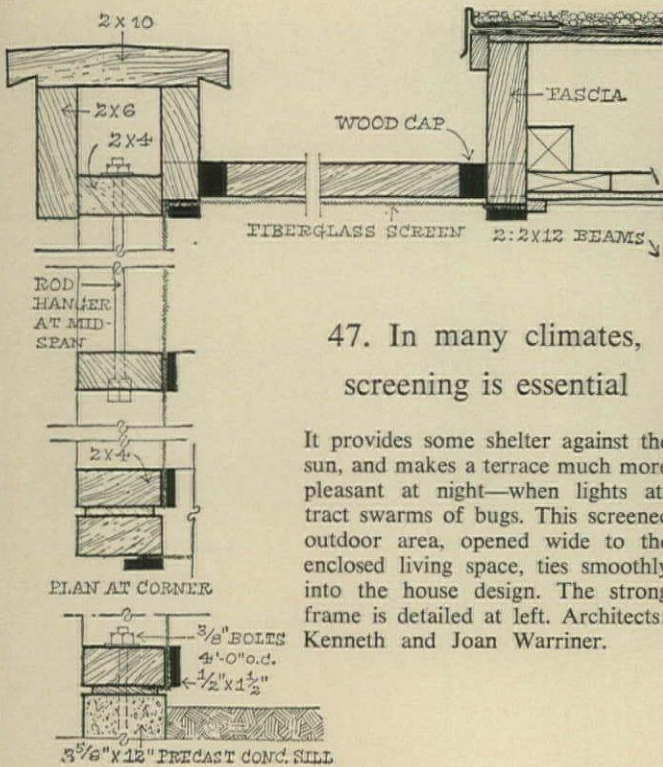 2 X 10
2X6
2X4
FASCIA
WOOD CAP
FIBERGLASS SCREEN
2:2X12 BEAMS
ROD
HANGER
AT MID-
SPAN
2X4
PLAN AT CORNER
3/8" BOLTS
4'-0" O.C.
1/2" X 1 1/2"
3 5/8" X 12" PRECAST CONC. SILL
47. In many climates,
screening is essential
It provides some shelter against the
sun, and makes a terrace much more
pleasant at night—when lights at-
tract swarms of bugs. This screened
outdoor area, opened wide to the
enclosed living space, ties smoothly
into the house design. The strong
frame is detailed at left. Architects:
Kenneth and Joan Warriner.